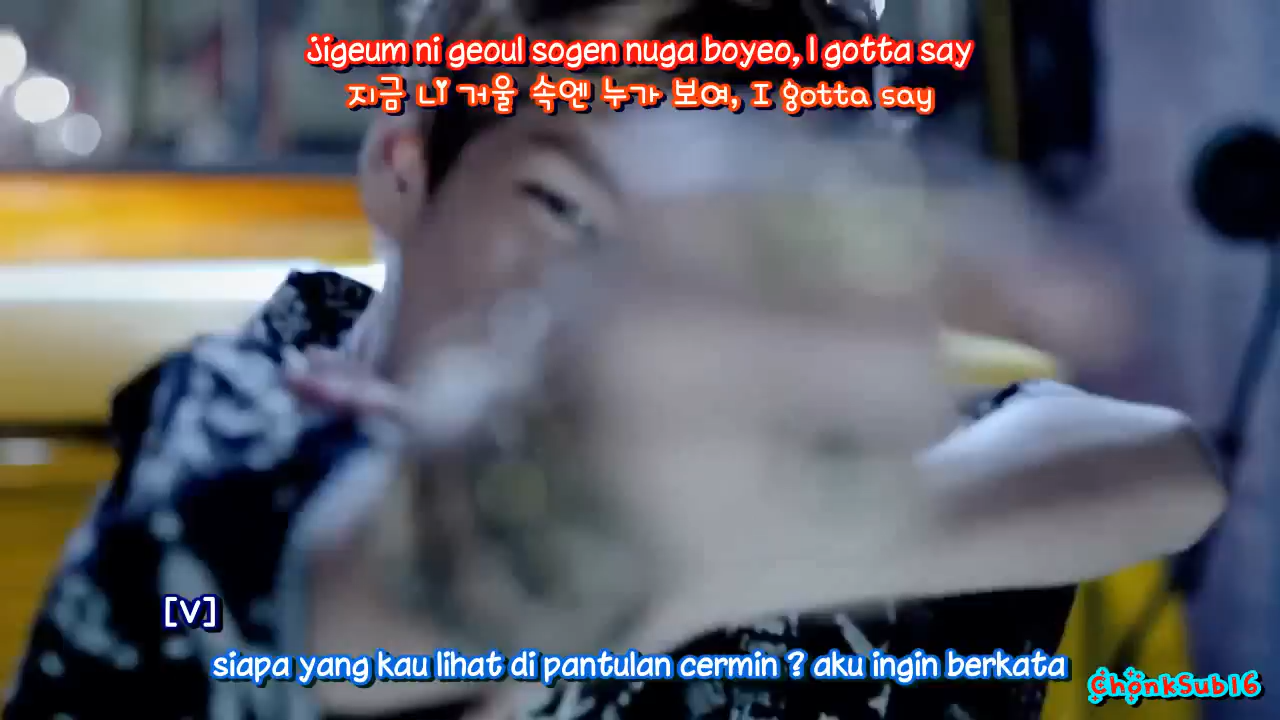 Jigeum ni geoul sogen nuga boyeo, I gotta say
지금 니 거울 속엔 누가 보여, I gotta say
[V]
siapa yang kau lihat di pantulan cermin ? aku ingin berkata
ChonkSub16